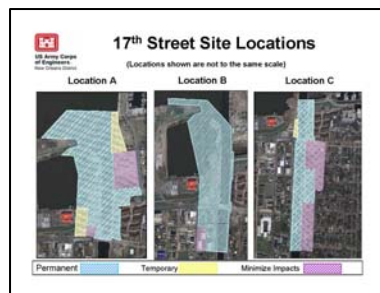 17th Street Site Locations
US Army Corps
of Engineers.
New Orleans District
(Locations shown are not to the same scale)
Location A
Location B
Location C
Permanent
Temporary
Minimize Impacts